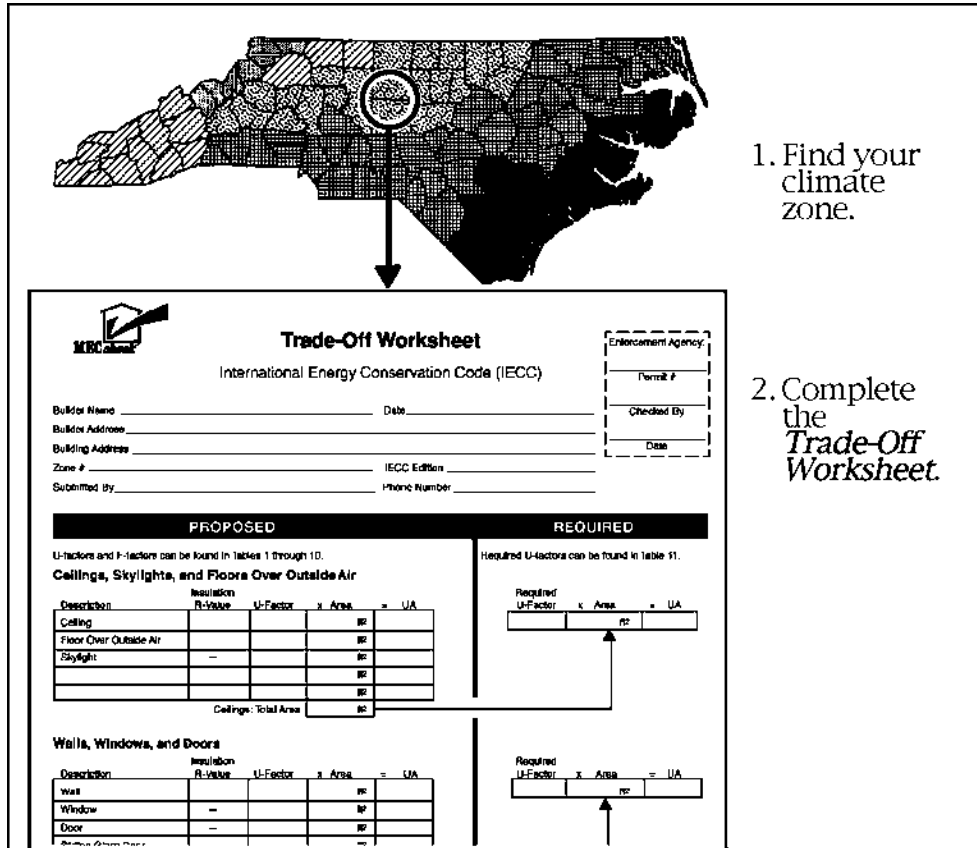 1. Find your
climate
zone.
MECcheck
Trade-Off Worksheet
International Energy Conservation Code (IECC)
Enforcement Agency:
Permit #
Checked By
Date
Builder Name Date
Builder Address
Building Address
Zone # IECC Edition
Submitted By Phone Number
2. Complete
the
Trade-Off
Worksheet.
PROPOSED REQUIRED
U-factors and F-factors can be found in Tables 1 through 10. Required U-factors can be found in Table 11.
Ceilings, Skylights, and Floors Over Outside Air
Insulation Required
Description R-Value U-Factor x Area = UA U-Factor x Area = UA
Ceiling ft2 ft2
Floor Over Outside Air ft2
Skylight – ft2
ft2
ft2
Ceilings: Total Area ft2
Walls, Windows, and Doors
Insulation Required
Description R-Value U-Factor x Area = UA U-Factor x Area = UA
Wall ft2 ft2
Window – ft2
Door – ft2